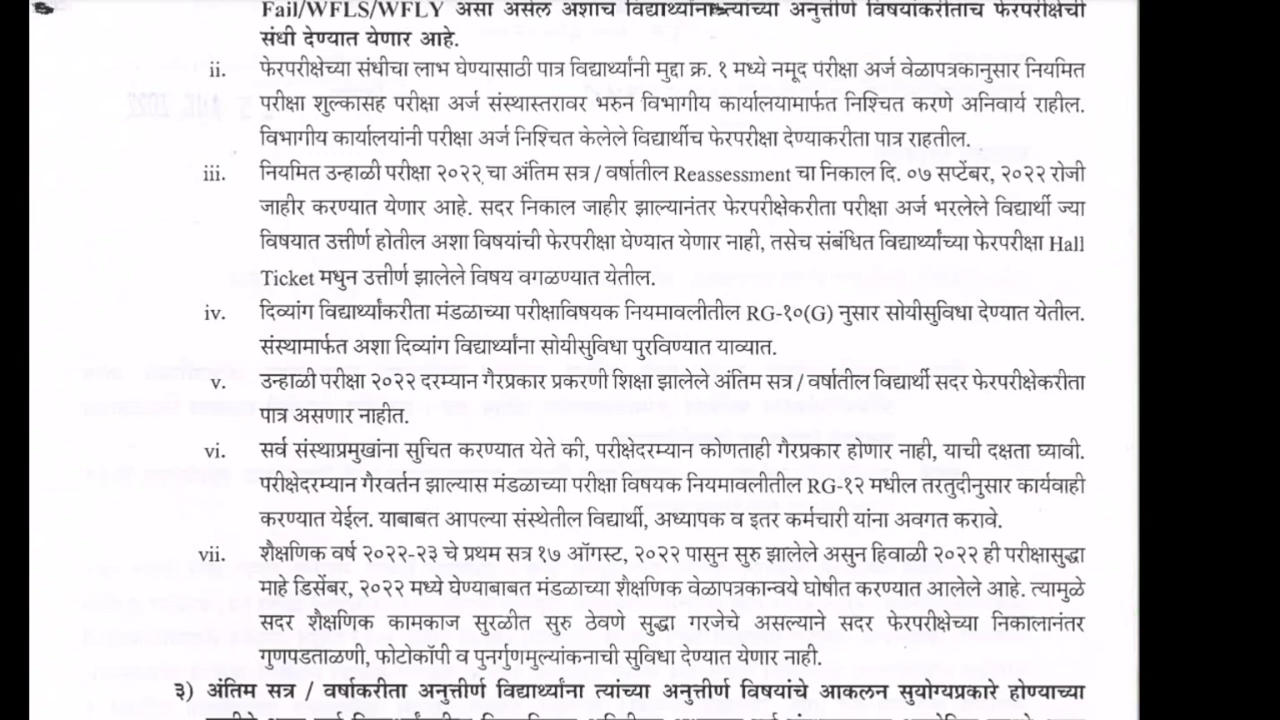 Fail/WFLS/WFLY असा असेल अशाच विद्यार्थ्यांना त्यांच्या अनुत्तीर्ण विषयांकरीताच फेरपरीक्षेची
संधी देण्यात येणार आहे.
ii. फेरपरीक्षेच्या संधीचा लाभ घेण्यासाठी पात्र विद्यार्थ्यांनी मुद्दा क्र. १ मध्ये नमूद परीक्षा अर्ज वेळापत्रकानुसार नियमित
परीक्षा शुल्कासह परीक्षा अर्ज संस्थास्तरावर भरुन विभागीय कार्यालयामार्फत निश्चित करणे अनिवार्य राहील.
विभागीय कार्यालयांनी परीक्षा अर्ज निश्चित केलेले विद्यार्थीच फेरपरीक्षा देण्याकरीता पात्र राहतील.
iii. नियमित उन्हाळी परीक्षा २०२२ चा अंतिम सत्र / वर्षातील Reassessment चा निकाल दि. ०७ सप्टेंबर, २०२२ रोजी
जाहीर करण्यात येणार आहे. सदर निकाल जाहीर झाल्यानंतर फेरपरीक्षेकरीता परीक्षा अर्ज भरलेले विद्यार्थी ज्या
विषयात उत्तीर्ण होतील अशा विषयांची फेरपरीक्षा घेण्यात येणार नाही, तसेच संबंधित विद्यार्थ्यांच्या फेरपरीक्षा Hall
Ticket मधुन उत्तीर्ण झालेले विषय वगळण्यात येतील.
iv. दिव्यांग विद्यार्थ्यांकरीता मंडळाच्या परीक्षाविषयक नियमावलीतील RG-१०(G) नुसार सोयीसुविधा देण्यात येतील.
संस्थामार्फत अशा दिव्यांग विद्यार्थ्यांना सोयीसुविधा पुरविण्यात याव्यात.
v. उन्हाळी परीक्षा २०२२ दरम्यान गैरप्रकार प्रकरणी शिक्षा झालेले अंतिम सत्र / वर्षातील विद्यार्थी सदर फेरपरीक्षेकरीता
पात्र असणार नाहीत.
vi. सर्व संस्थाप्रमुखांना सुचित करण्यात येते की, परीक्षेदरम्यान कोणताही गैरप्रकार होणार नाही, याची दक्षता घ्यावी.
परीक्षेदरम्यान गैरवर्तन झाल्यास मंडळाच्या परीक्षा विषयक नियमावलीतील RG-१२ मधील तरतुदीनुसार कार्यवाही
करण्यात येईल. याबाबत आपल्या संस्थेतील विद्यार्थी, अध्यापक व इतर कर्मचारी यांना अवगत करावे.
vii. शैक्षणिक वर्ष २०२२-२३ चे प्रथम सत्र १७ ऑगस्ट, २०२२ पासून सुरु झालेले असुन हिवाळी २०२२ ही परीक्षासुद्धा
माहे डिसेंबर, २०२२ मध्ये घेण्याबाबत मंडळाच्या शैक्षणिक वेळापत्रकान्वये घोषीत करण्यात आलेले आहे. त्यामुळे
सदर शैक्षणिक कामकाज सुरळीत सुरु ठेवणे सुद्धा गरजेचे असल्याने सदर फेरपरीक्षेच्या निकालानंतर
गुणपडताळणी, फोटोकॉपी व पुनर्गुणमुल्यांकनाची सुविधा देण्यात येणार नाही.
३) अंतिम सत्र / वर्षाकरीता अनुत्तीर्ण विद्यार्थ्यांना त्यांच्या अनुत्तीर्ण विषयांचे आकलन सुयोग्यप्रकारे होण्याच्या